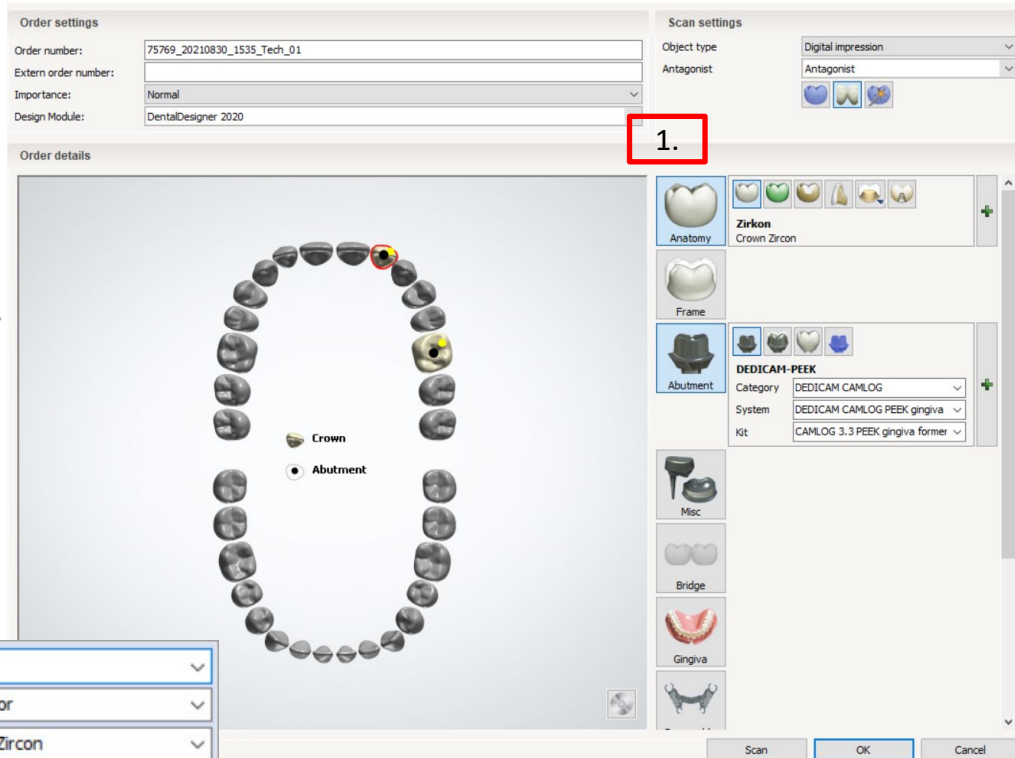 Order settings
Order number: 75769_20210830_1535_Tech_01
Extern order number:
Importance: Normal
Design Module: DentalDesigner 2020
Scan settings
Object type Digital impression
Antagonist Antagonist
1.
Order details
Anatomy
Zirkon
Crown Zircon
Frame
Abutment
DEDICAM-PEEK
Category DEDICAM CAMLOG
System DEDICAM CAMLOG PEEK gingiva
Kit CAMLOG 3.3 PEEK gingiva former
Crown
Abutment
Misc
Bridge
Gingiva
or
Zircon
Scan OK Cancel